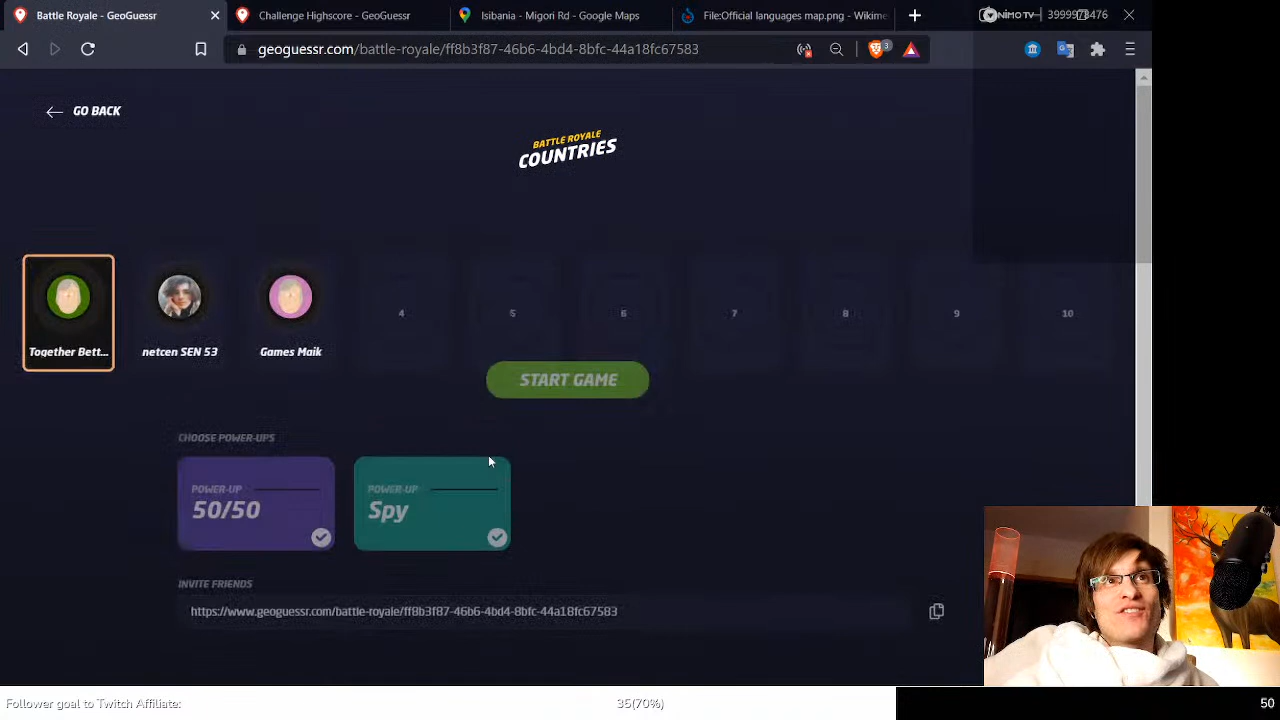 Battle Royale - GeoGuessr
Challenge Highscore - GeoGuessr
Isibania - Migori Rd - Google Maps
File:Official languages map.png - Wikime
NIMO TV
3999978476
geoguessr.com/battle-royale/ff8b3f87-46b6-4bd4-8bfc-44a18fc67583
3
GO BACK
BATTLE ROYALE
COUNTRIES
Together Bett...
netcen SEN 53
Games Maik
4
5
6
7
8
9
10
START GAME
CHOOSE POWER-UPS
POWER-UP
50/50
POWER-UP
Spy
INVITE FRIENDS
https://www.geoguessr.com/battle-royale/ff8b3f87-46b6-4bd4-8bfc-44a18fc67583
Follower goal to Twitch Affiliate:
35(70%)
50